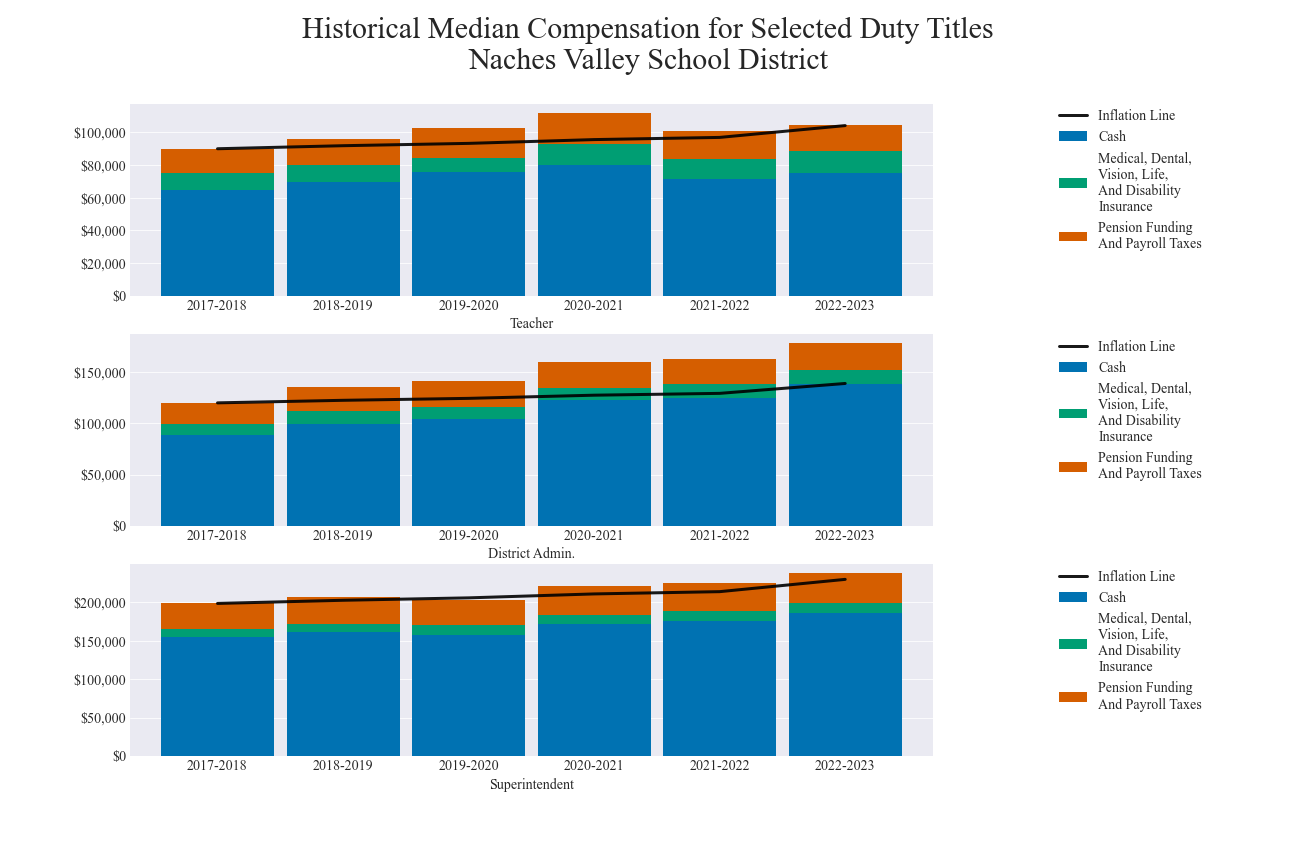 Historical Median Compensation for Selected Duty Titles
Naches Valley School District
$100,000
$80,000
$60,000
$40,000
$20,000
$0
2017-2018 2018-2019 2019-2020 2020-2021 2021-2022 2022-2023
Teacher
Inflation Line
Cash
Medical, Dental,
Vision, Life,
And Disability
Insurance
Pension Funding
And Payroll Taxes
$150,000
$100,000
$50,000
$0
2017-2018 2018-2019 2019-2020 2020-2021 2021-2022 2022-2023
District Admin.
Inflation Line
Cash
Medical, Dental,
Vision, Life,
And Disability
Insurance
Pension Funding
And Payroll Taxes
$200,000
$150,000
$100,000
$50,000
$0
2017-2018 2018-2019 2019-2020 2020-2021 2021-2022 2022-2023
Superintendent
Inflation Line
Cash
Medical, Dental,
Vision, Life,
And Disability
Insurance
Pension Funding
And Payroll Taxes